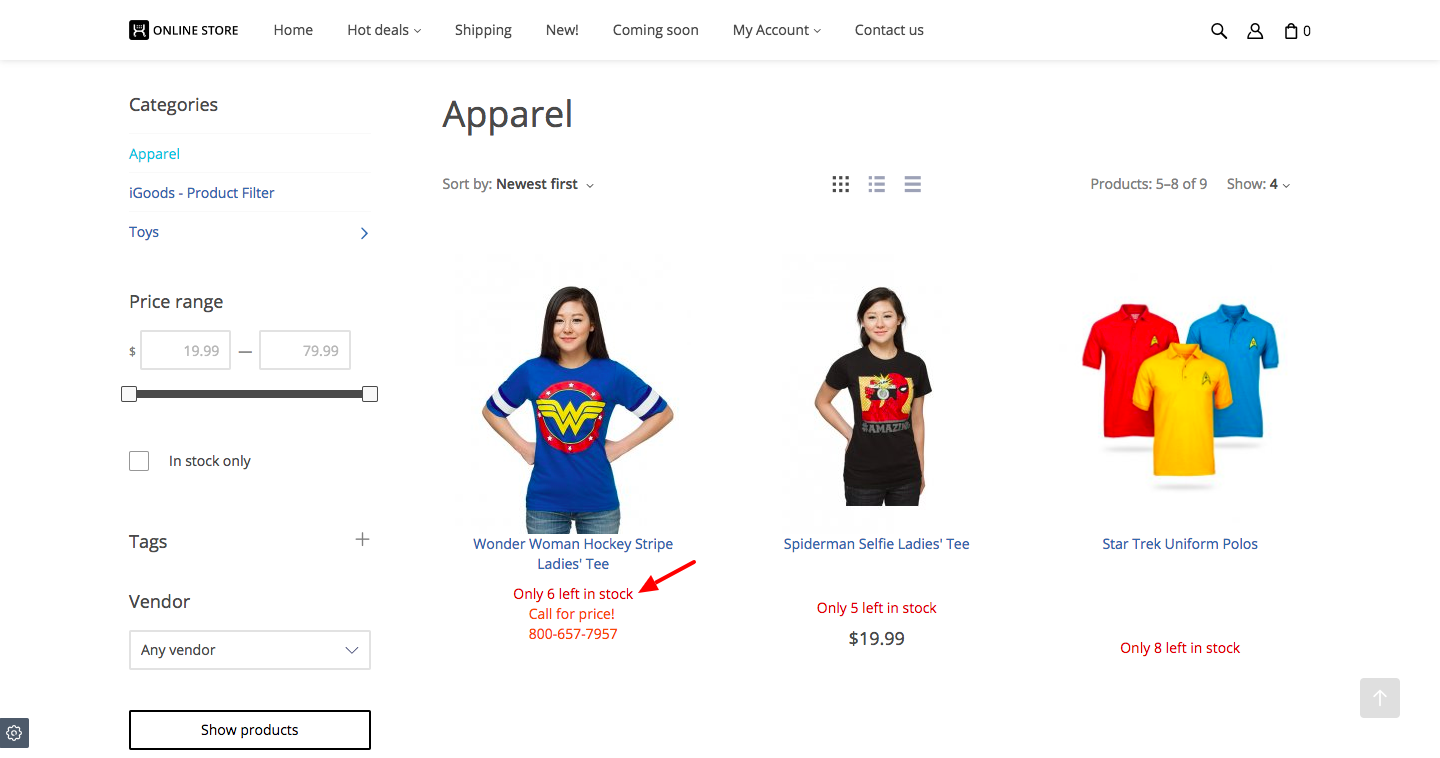 ONLINE STORE
Home
Hot deals
Shipping
New!
Coming soon
My Account
Contact us
0
Categories
Apparel
iGoods - Product Filter
Toys
Price range
$ 19.99 — 79.99
In stock only
Tags
Vendor
Any vendor
Show products
Apparel
Sort by: Newest first
Products: 5–8 of 9
Show: 4
W
Wonder Woman Hockey Stripe
Ladies' Tee
Only 6 left in stock
Call for price!
800-657-7957
#AMAZING
Spiderman Selfie Ladies' Tee
Only 5 left in stock
$19.99
Star Trek Uniform Polos
Only 8 left in stock